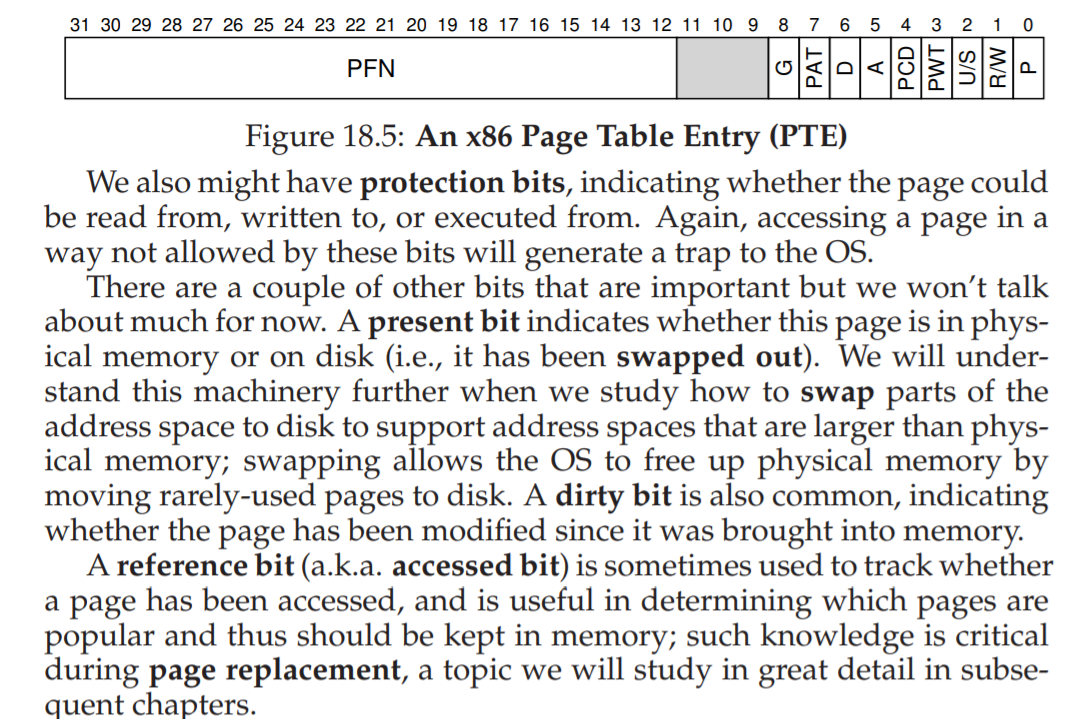 31 30 29 28 27 26 25 24 23 22 21 20 19 18 17 16 15 14 13 12 11 10 9 8 7 6 5 4 3 2 1 0
PFN G PAT D A PCD PWT U/S R/W P
Figure 18.5: An x86 Page Table Entry (PTE)
We also might have protection bits, indicating whether the page could
be read from, written to, or executed from. Again, accessing a page in a
way not allowed by these bits will generate a trap to the OS.
There are a couple of other bits that are important but we won't talk
about much for now. A present bit indicates whether this page is in phys-
ical memory or on disk (i.e., it has been swapped out). We will under-
stand this machinery further when we study how to swap parts of the
address space to disk to support address spaces that are larger than phys-
ical memory; swapping allows the OS to free up physical memory by
moving rarely-used pages to disk. A dirty bit is also common, indicating
whether the page has been modified since it was brought into memory.
A reference bit (a.k.a. accessed bit) is sometimes used to track whether
a page has been accessed, and is useful in determining which pages are
popular and thus should be kept in memory; such knowledge is critical
during page replacement, a topic we will study in great detail in subse-
quent chapters.